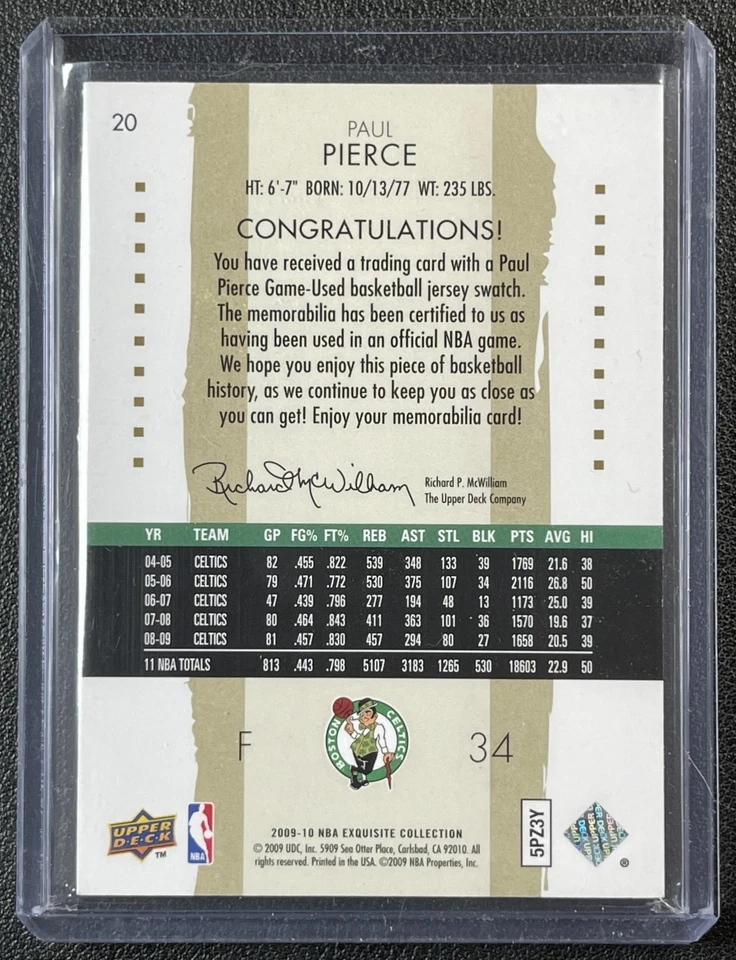 20
PAUL
PIERCE
HT: 6'-7" BORN: 10/13/77 WT: 235 LBS.
CONGRATULATIONS!
You have received a trading card with a Paul
Pierce Game-Used basketball jersey swatch.
The memorabilia has been certified to us as
having been used in an official NBA game.
We hope you enjoy this piece of basketball
history, as we continue to keep you as close as
you can get! Enjoy your memorabilia card!
Richard McWilliam
Richard P. McWilliam
The Upper Deck Company
YR TEAM GP FG% FT% REB AST STL BLK PTS AVG HI
04-05 CELTICS 82 .455 .822 539 348 133 39 1769 21.6 38
05-06 CELTICS 79 .471 .772 530 375 107 34 2116 26.8 50
06-07 CELTICS 47 .439 .796 277 194 48 13 1173 25.0 39
07-08 CELTICS 80 .464 .843 411 363 101 36 1570 19.6 37
08-09 CELTICS 81 .457 .830 457 294 80 27 1658 20.5 39
11 NBA TOTALS 813 .443 .798 5107 3183 1265 530 18603 22.9 50
F
BOSTON CELTICS
34
UPPER
D·E·C·K
TM
NBA
2009-10 NBA EXQUISITE COLLECTION
© 2009 UDC, Inc. 5909 Sea Otter Place, Carlsbad, CA 92010. All
rights reserved. Printed in the USA. ©2009 NBA Properties, Inc.
5PZ3Y
UPPER
DECK
®